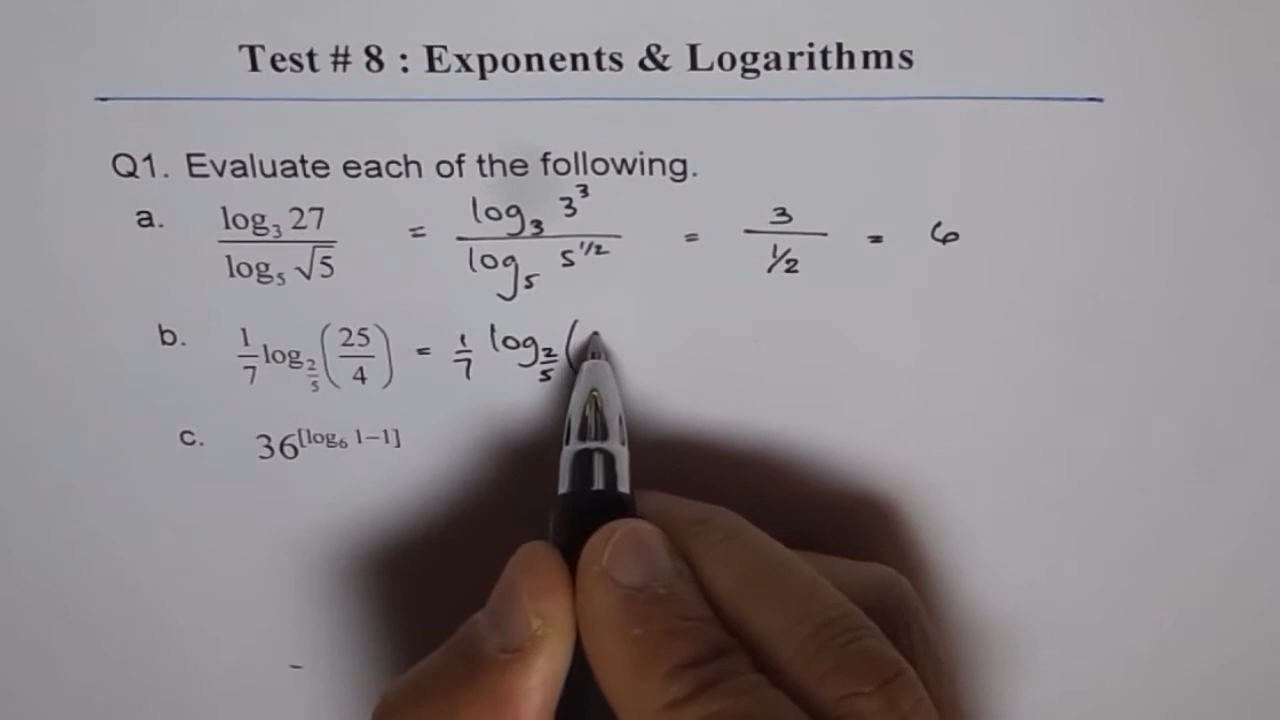 Test # 8 : Exponents & Logarithms
Q1. Evaluate each of the following.
a. log₃ 27 / log₅ √5 = log₃ 3³ / log₅ 5^(1/2) = 3 / (1/2) = 6
b. 1/7 log_(2/5) (25/4) = 1/7 log_(2/5) (
c. 36^[log₆ 1−1]